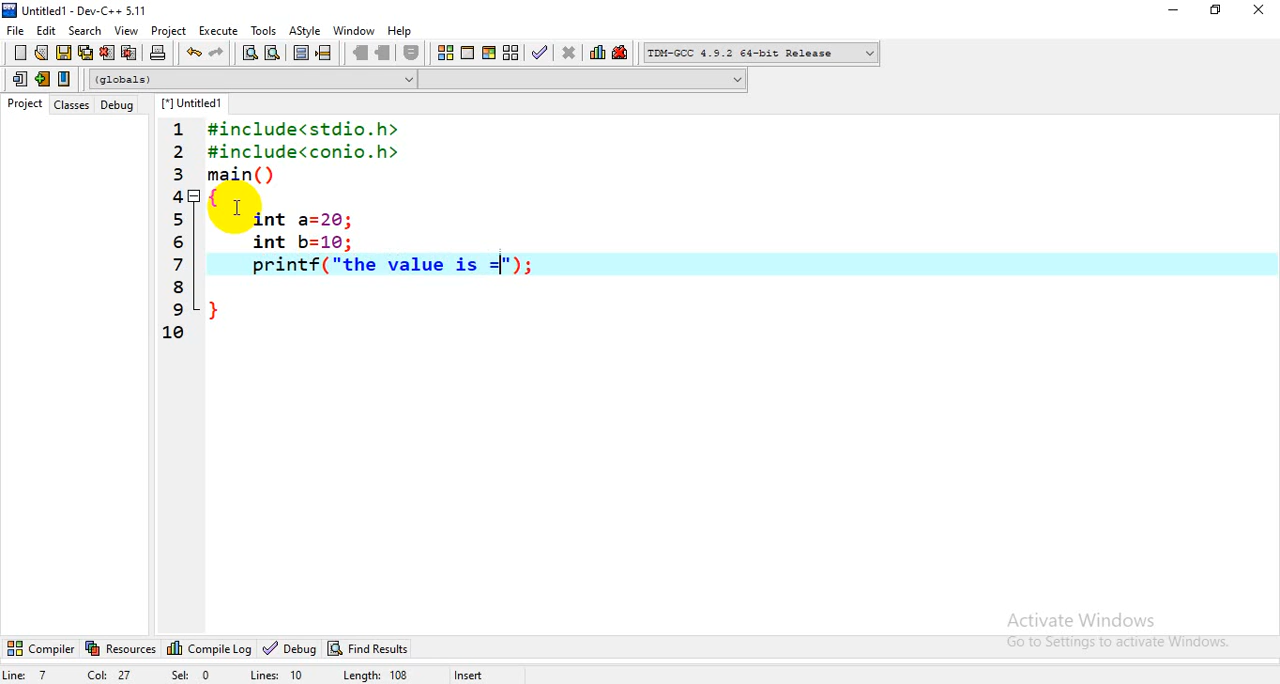 Untitled1 - Dev-C++ 5.11
File Edit Search View Project Execute Tools AStyle Window Help
TDM-GCC 4.9.2 64-bit Release
(globals)
Project Classes Debug [*] Untitled1
1 #include<stdio.h>
2 #include<conio.h>
3 main()
4 {
5 int a=20;
6 int b=10;
7 printf("the value is =");
8
9 }
10
Activate Windows
Go to Settings to activate Windows.
Compiler Resources Compile Log Debug Find Results
Line: 7 Col: 27 Sel: 0 Lines: 10 Length: 108 Insert